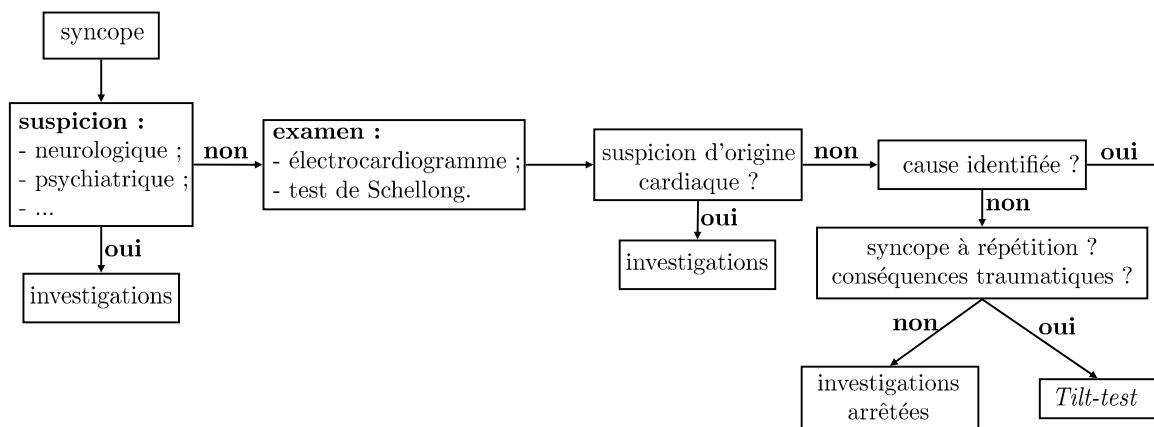 syncope
suspicion :
- neurologique ;
- psychiatrique ;
- ...
non
oui
investigations
examen :
- électrocardiogramme ;
- test de Schellong.
suspicion d'origine
cardiaque ?
non
oui
investigations
cause identifiée ?
oui
non
syncope à répétition ?
conséquences traumatiques ?
non
oui
investigations
arrêtées
Tilt-test